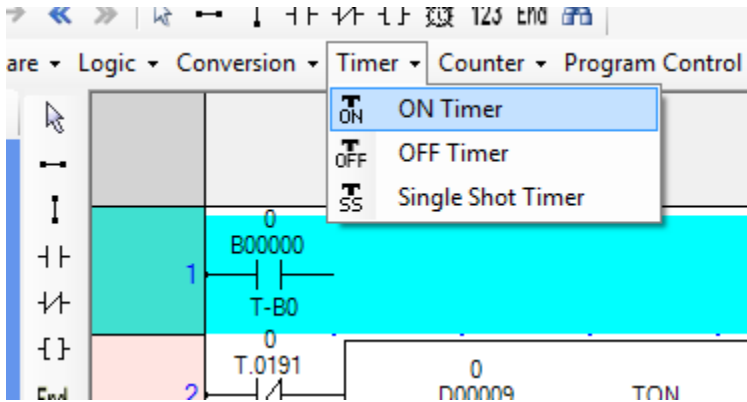 123 End
are Logic Conversion Timer Counter Program Control
T ON ON Timer
T OFF OFF Timer
T SS Single Shot Timer
0
B00000
1
T-B0
0
T.0191
0
2
D00009 TON
End